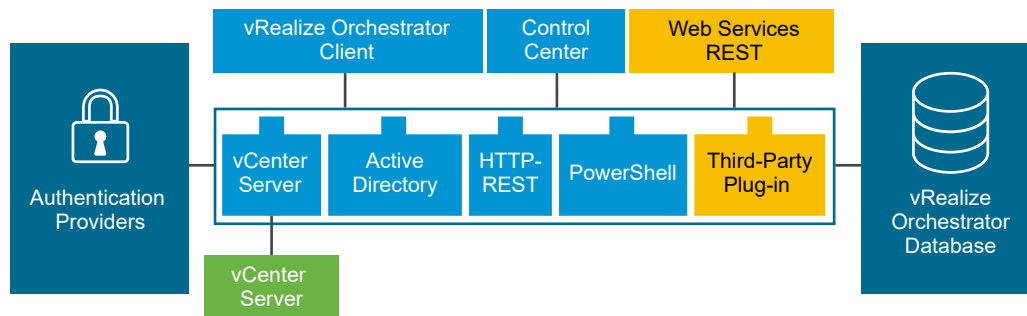 vRealize Orchestrator
Client
Control
Center
Web Services
REST
Authentication
Providers
vCenter
Server
Active
Directory
HTTP-
REST
PowerShell
Third-Party
Plug-in
vRealize
Orchestrator
Database
vCenter
Server